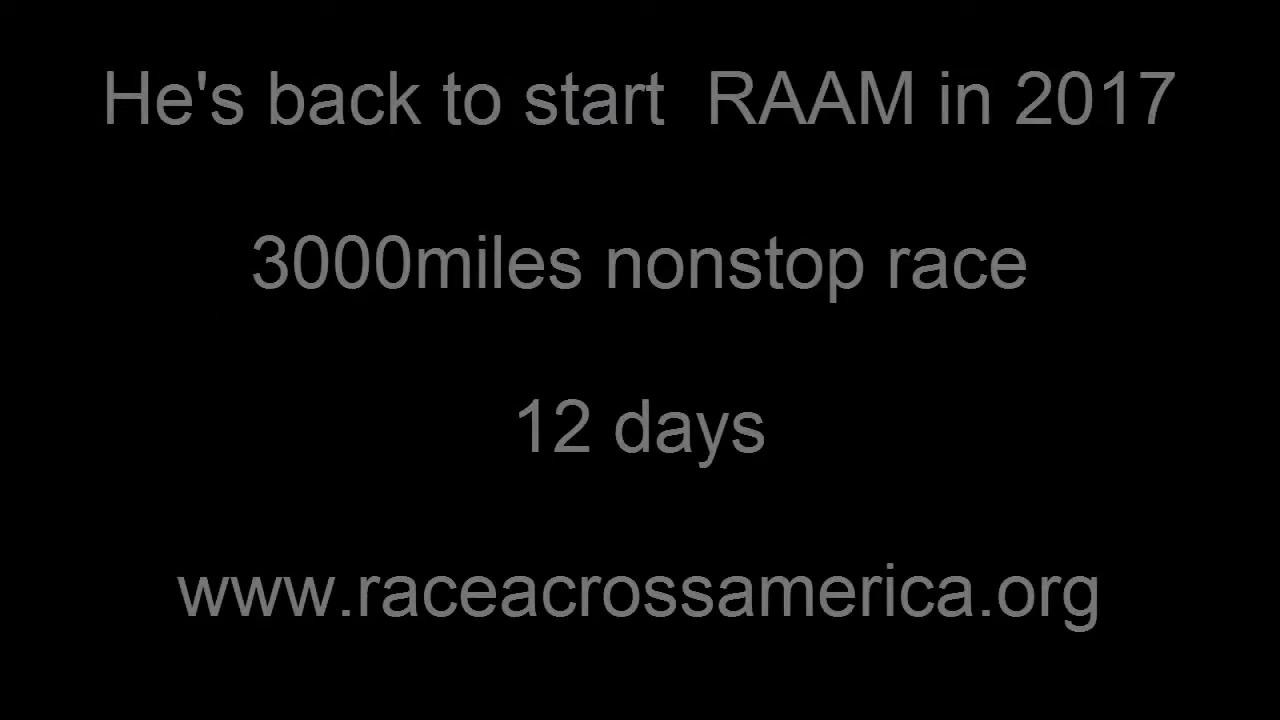 He's back to start  RAAM in 2017
3000miles nonstop race
12 days
www.raceacrossamerica.org